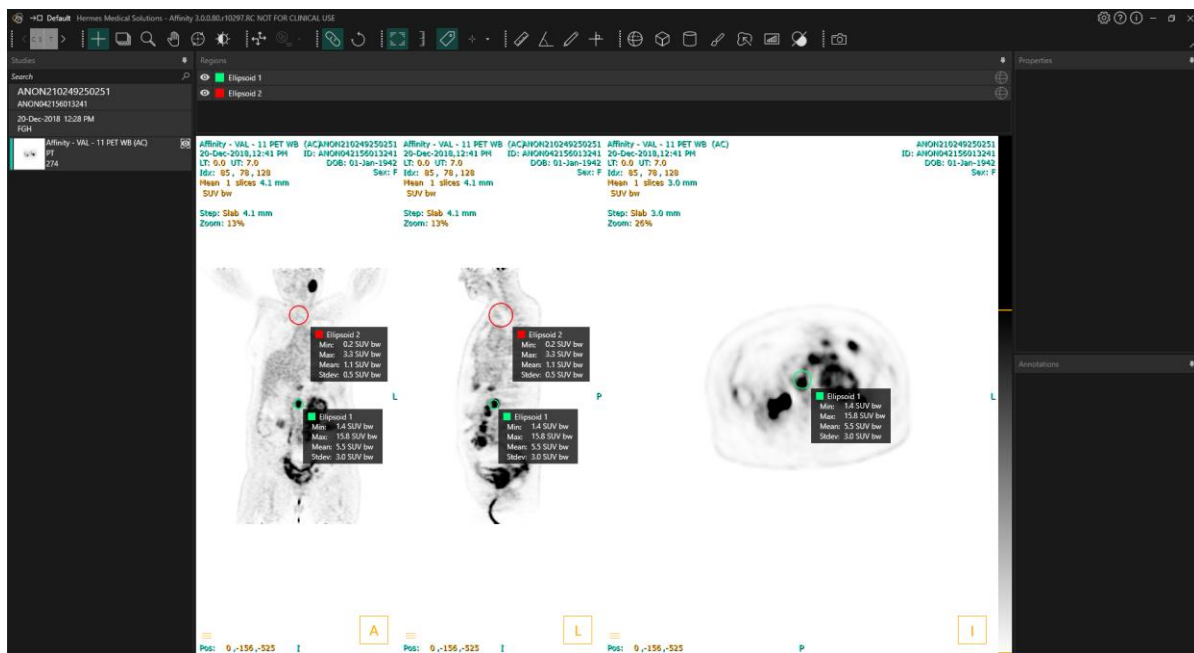 Default Hermes Medical Solutions - Affinity 3.0.0.80.r10297.RC NOT FOR CLINICAL USE
Studies
Regions
Properties
Search
Ellipsoid 1
Ellipsoid 2
ANON210249250251
ANON042156013241
20-Dec-2018 12:28 PM
FGH
Affinity - VAL - 11 PET WB (AC)
PT
274
Affinity - VAL - 11 PET WB (AC)
ANON210249250251
20-Dec-2018,12:41 PM
ID: ANON042156013241
LT: 0.0 UT: 7.0
DOB: 01-Jan-1942
Idx: 85, 78, 128
Sex: F
Mean 1 slices 4.1 mm
SUV bw
Step: Slab 4.1 mm
Zoom: 13%
Ellipsoid 2
Min: 0.2 SUV bw
Max: 3.3 SUV bw
Mean: 1.1 SUV bw
Stdev: 0.5 SUV bw
Ellipsoid 1
Min: 1.4 SUV bw
Max: 15.8 SUV bw
Mean: 5.5 SUV bw
Stdev: 3.0 SUV bw
L
A
Pos: 0,-156,-525
I
Affinity - VAL - 11 PET WB (AC)
ANON210249250251
20-Dec-2018,12:41 PM
ID: ANON042156013241
LT: 0.0 UT: 7.0
DOB: 01-Jan-1942
Idx: 85, 78, 128
Sex: F
Mean 1 slices 4.1 mm
SUV bw
Step: Slab 4.1 mm
Zoom: 13%
Ellipsoid 2
Min: 0.2 SUV bw
Max: 3.3 SUV bw
Mean: 1.1 SUV bw
Stdev: 0.5 SUV bw
Ellipsoid 1
Min: 1.4 SUV bw
Max: 15.8 SUV bw
Mean: 5.5 SUV bw
Stdev: 3.0 SUV bw
P
L
Pos: 0,-156,-525
I
Affinity - VAL - 11 PET WB (AC)
ANON210249250251
20-Dec-2018,12:41 PM
ID: ANON042156013241
LT: 0.0 UT: 7.0
DOB: 01-Jan-1942
Idx: 85, 78, 128
Sex: F
Mean 1 slices 3.0 mm
SUV bw
Step: Slab 3.0 mm
Zoom: 26%
Ellipsoid 1
Min: 1.4 SUV bw
Max: 15.8 SUV bw
Mean: 5.5 SUV bw
Stdev: 3.0 SUV bw
L
I
Pos: 0,-156,-525
P
Annotations